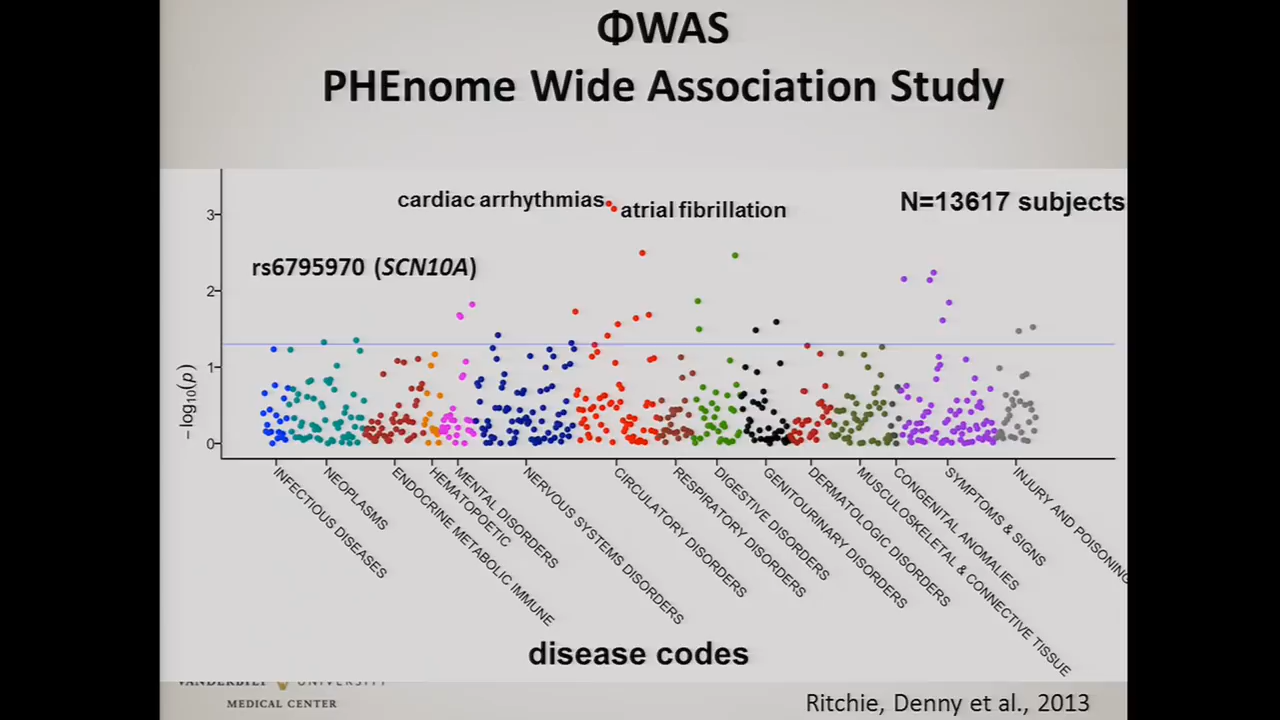 ΦWAS
PHEnome Wide Association Study
cardiac arrhythmias
atrial fibrillation
N=13617 subjects
rs6795970 (SCN10A)
3
2
1
0
−log10(p)
INFECTIOUS DISEASES
NEOPLASMS
ENDOCRINE METABOLIC IMMUNE
HEMATOPOETIC
MENTAL DISORDERS
NERVOUS SYSTEMS DISORDERS
CIRCULATORY DISORDERS
RESPIRATORY DISORDERS
DIGESTIVE DISORDERS
GENITOURINARY DISORDERS
DERMATOLOGIC DISORDERS
MUSCULOSKELETAL & CONNECTIVE TISSUE
CONGENITAL ANOMALIES
SYMPTOMS & SIGNS
INJURY AND POISONING
disease codes
VANDERBILT UNIVERSITY
MEDICAL CENTER
Ritchie, Denny et al., 2013